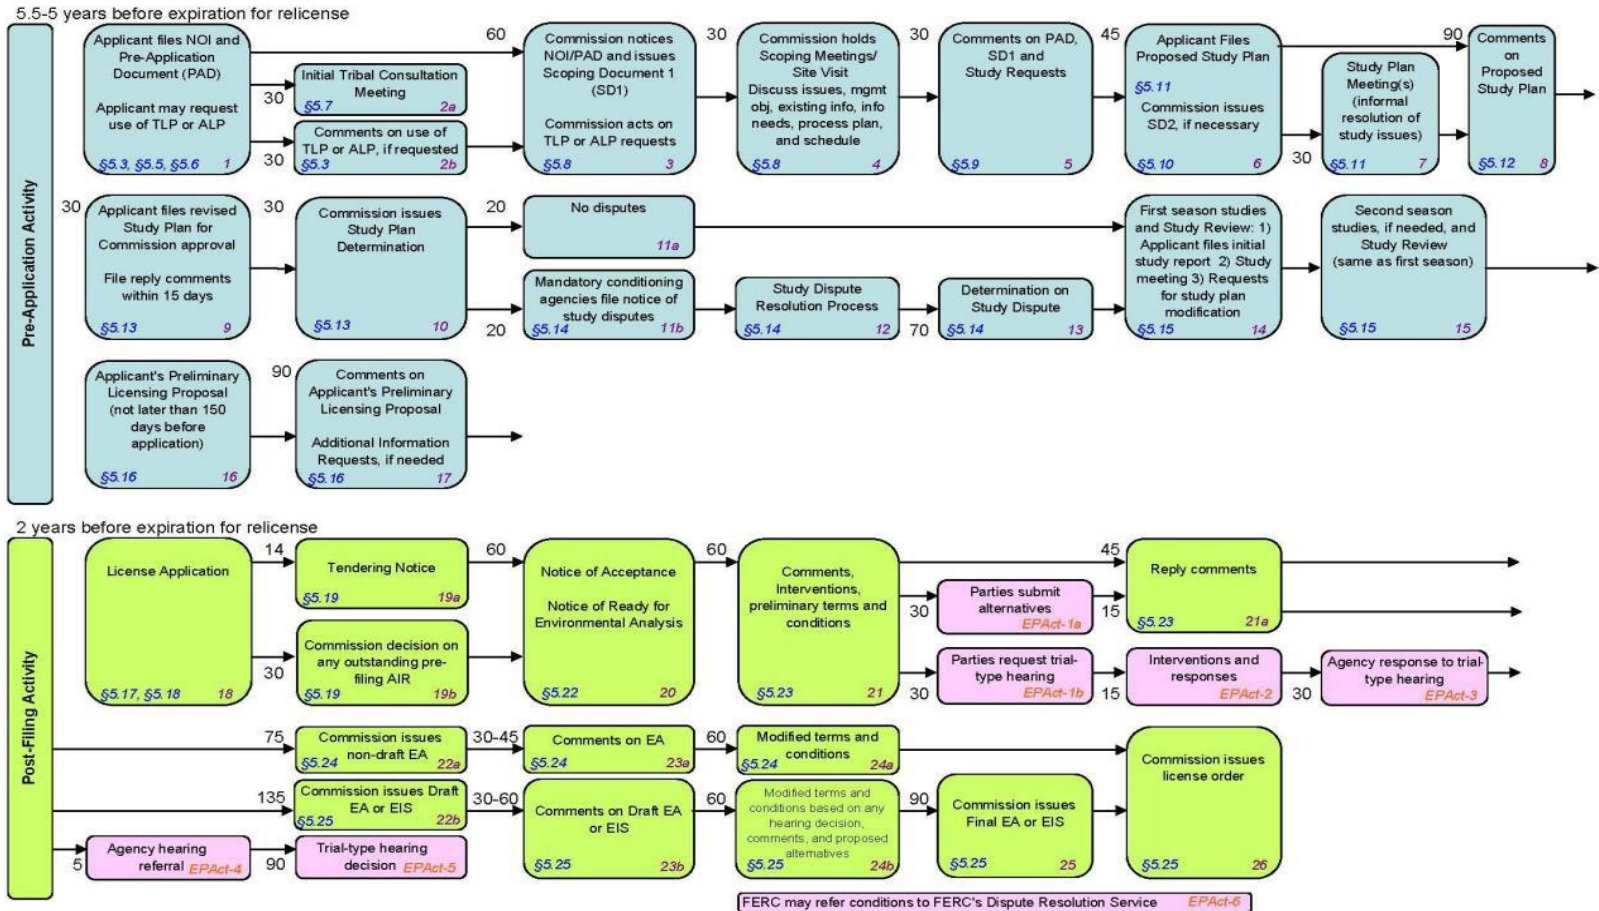 5.5-5 years before expiration for relicense
Pre-Application Activity
Applicant files NOI and
Pre-Application
Document (PAD)
Applicant may request
use of TLP or ALP
§5.3, §5.5, §5.6 1
60
30
Initial Tribal Consultation
Meeting
§5.7 2a
30
Comments on use of
TLP or ALP, if requested
§5.3 2b
Commission notices
NOI/PAD and issues
Scoping Document 1
(SD1)
Commission acts on
TLP or ALP requests
§5.8 3
30
Commission holds
Scoping Meetings/
Site Visit
Discuss issues, mgmt
obj, existing info, info
needs, process plan,
and schedule
§5.8 4
30
Comments on PAD,
SD1 and
Study Requests
§5.9 5
45
Applicant Files
Proposed Study Plan
§5.11
Commission issues
SD2, if necessary
§5.10 6
30
Study Plan
Meeting(s)
(informal
resolution of
study issues)
§5.11 7
90
Comments
on
Proposed
Study Plan
§5.12 8
30
Applicant files revised
Study Plan for
Commission approval
File reply comments
within 15 days
§5.13 9
30
Commission issues
Study Plan
Determination
§5.13 10
20
No disputes
11a
20
Mandatory conditioning
agencies file notice of
study disputes
§5.14 11b
Study Dispute
Resolution Process
§5.14 12
70
Determination on
Study Dispute
§5.14 13
First season studies
and Study Review: 1)
Applicant files initial
study report 2) Study
meeting 3) Requests
for study plan
modification
§5.15 14
Second season
studies, if needed, and
Study Review
(same as first season)
§5.15 15
Applicant's Preliminary
Licensing Proposal
(not later than 150
days before
application)
§5.16 16
90
Comments on
Applicant's Preliminary
Licensing Proposal
Additional Information
Requests, if needed
§5.16 17
2 years before expiration for relicense
Post-Filing Activity
License Application
§5.17, §5.18 18
14
Tendering Notice
§5.19 19a
30
Commission decision on
any outstanding pre-
filing AIR
§5.19 19b
60
Notice of Acceptance
Notice of Ready for
Environmental Analysis
§5.22 20
60
Comments,
Interventions,
preliminary terms and
conditions
§5.23 21
45
30
Parties submit
alternatives
EPAct-1a
15
Reply comments
§5.23 21a
30
Parties request trial-
type hearing
EPAct-1b
15
Interventions and
responses
EPAct-2
30
Agency response to trial-
type hearing
EPAct-3
75
Commission issues
non-draft EA
§5.24 22a
30-45
Comments on EA
§5.24 23a
60
Modified terms and
conditions
§5.24 24a
135
Commission issues Draft
EA or EIS
§5.25 22b
30-60
Comments on Draft EA
or EIS
§5.25 23b
60
Modified terms and
conditions based on any
hearing decision,
comments, and proposed
alternatives
§5.25 24b
90
Commission issues
Final EA or EIS
§5.25 25
Commission issues
license order
§5.25 26
5
Agency hearing
referral EPAct-4
90
Trial-type hearing
decision EPAct-5
FERC may refer conditions to FERC's Dispute Resolution Service EPAct-6